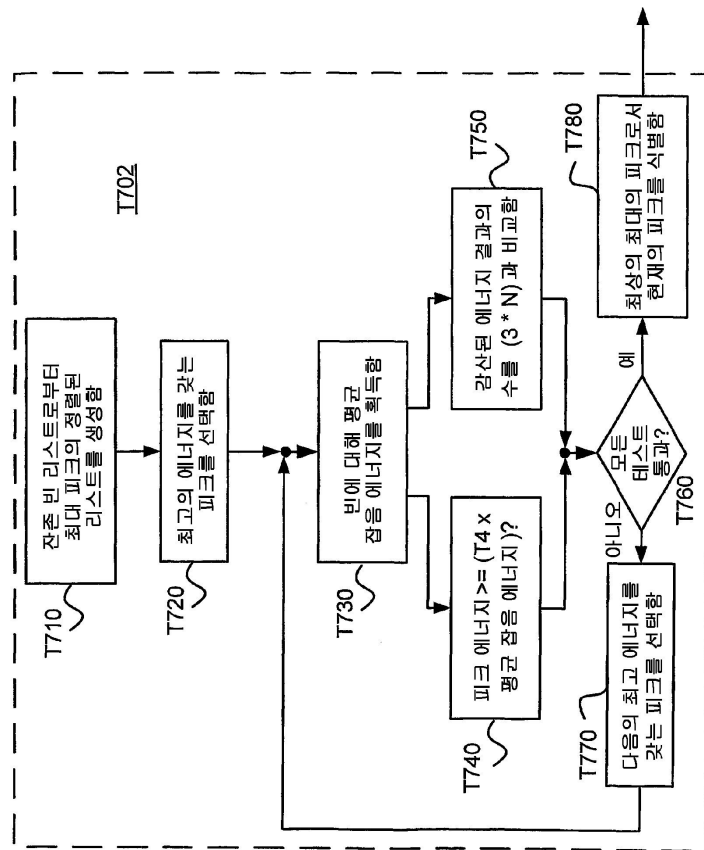 T702
잔존 빈 리스트로부터
최대 피크의 정렬된
리스트를 생성함
T710
최고의 에너지를 갖는
피크를 선택함
T720
빈에 대해 평균
잡음 에너지를 획득함
T730
피크 에너지 >= (T4 x
평균 잡음 에너지)?
T740
감산된 에너지 결과의
수를 (3 * N)과 비교함
T750
모든
테스트
통과?
T760
아니오
예
다음의 최고 에너지를
갖는 피크를 선택함
T770
최상의 최대의 피크로서
현재의 피크를 식별함
T780